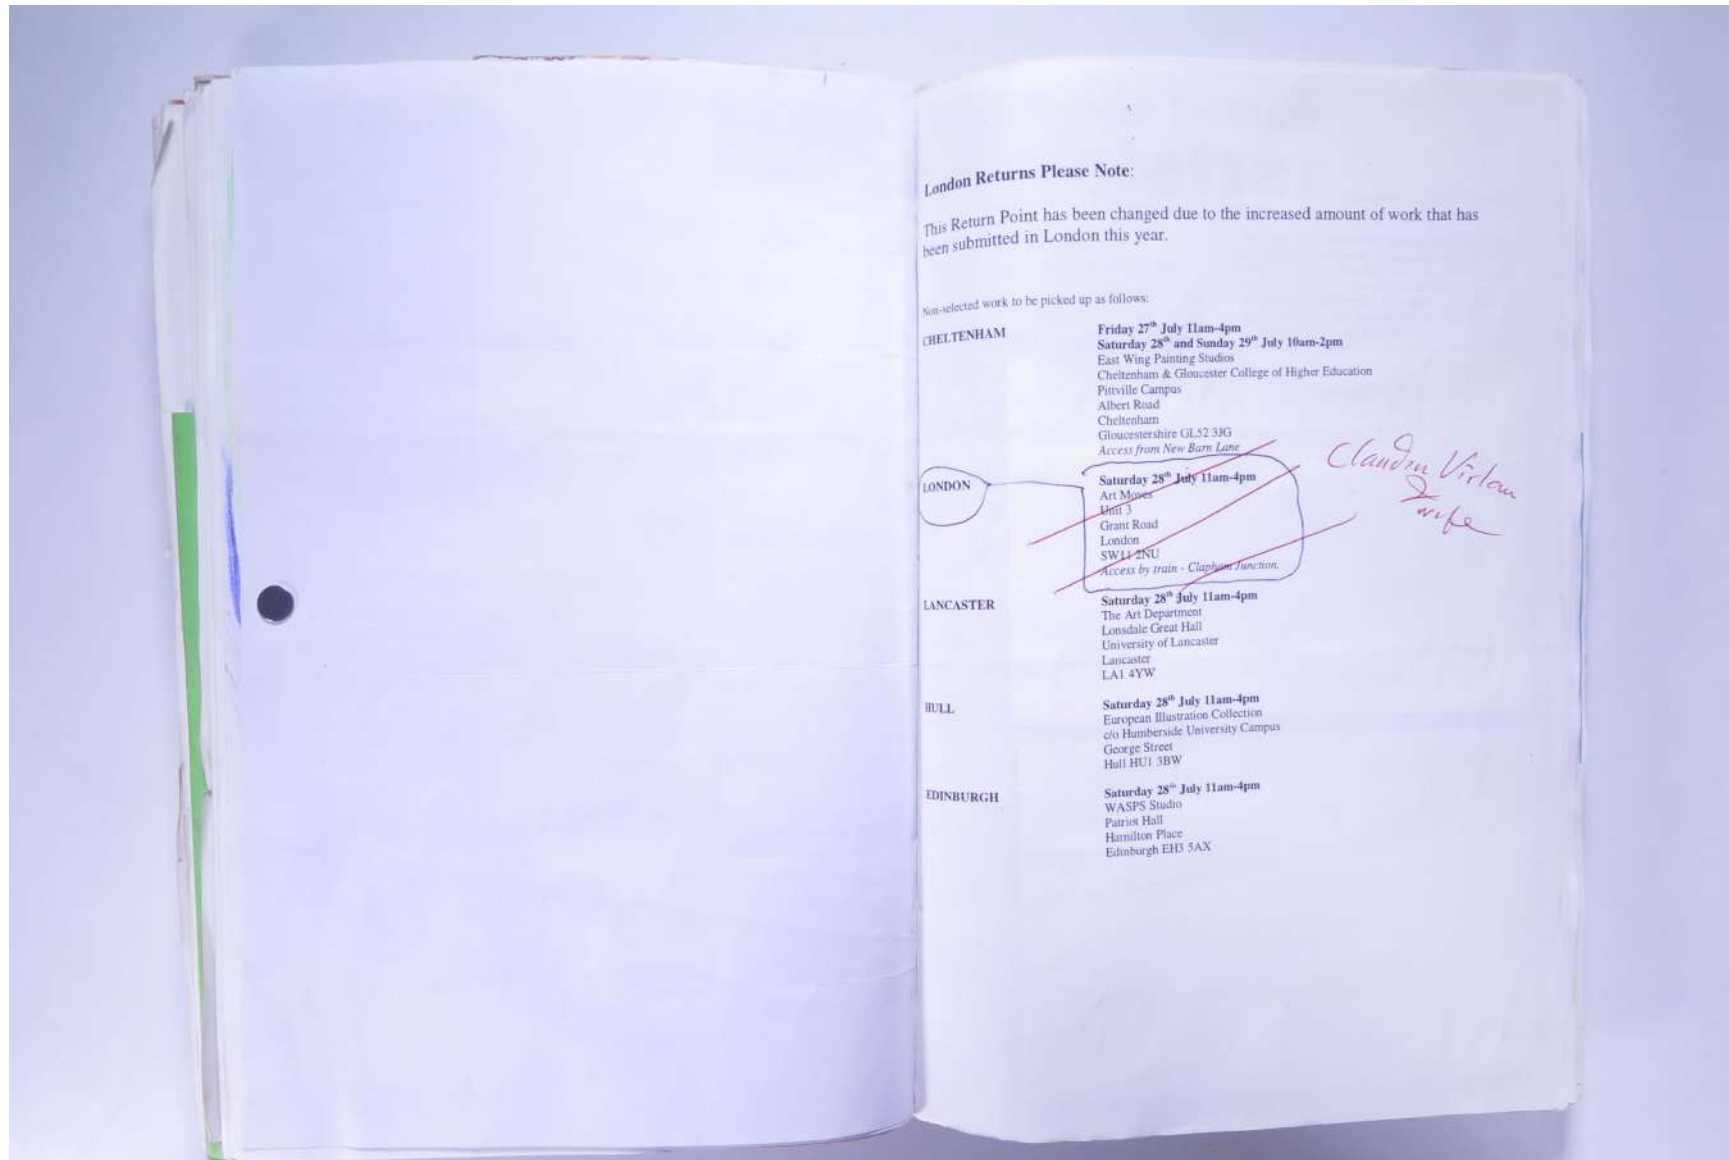 London Returns Please Note:
This Return Point has been changed due to the increased amount of work that has
been submitted in London this year.
Non-selected work to be picked up as follows:
CHELTENHAM
Friday 27th July 11am-4pm
Saturday 28th and Sunday 29th July 10am-2pm
East Wing Painting Studios
Cheltenham & Gloucester College of Higher Education
Pittville Campus
Albert Road
Cheltenham
Gloucestershire GL52 3JG
Access from New Barn Lane
LONDON
Saturday 28th July 11am-4pm
Art Moves
Unit 3
Grant Road
London
SW11 2NU
Access by train - Clapham Junction.
Virlan
wife
LANCASTER
Saturday 28th July 11am-4pm
The Art Department
Lonsdale Great Hall
University of Lancaster
Lancaster
LA1 4YW
HULL
Saturday 28th July 11am-4pm
European Illustration Collection
c/o Humberside University Campus
George Street
Hull HU1 3BW
EDINBURGH
Saturday 28th July 11am-4pm
WASPS Studio
Patriot Hall
Hamilton Place
Edinburgh EH3 5AX